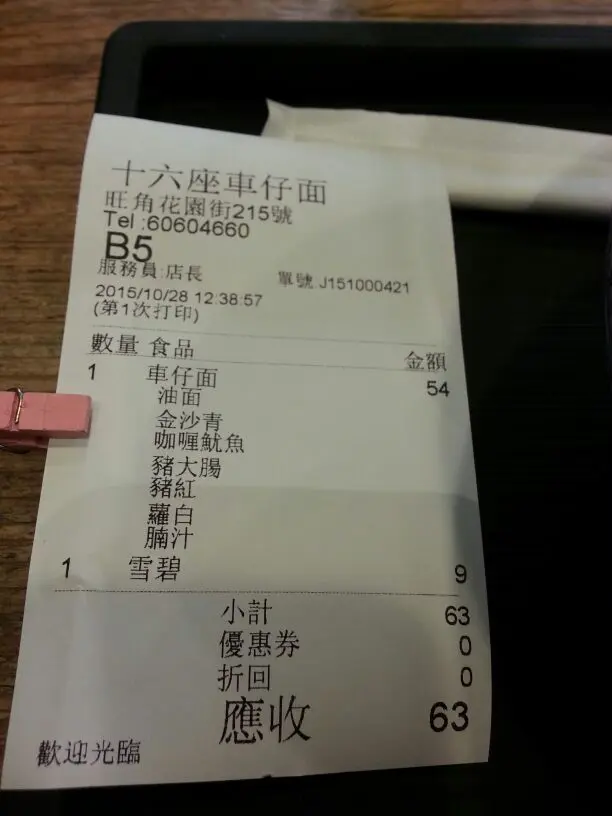 十六座車仔面
旺角花園街215號
Tel :60604660
B5
服務員:店長 單號:J151000421
2015/10/28 12:38:57
(第1次打印)
數量 食品 金額
1 車仔面 54
油面
金沙青
咖喱魷魚
豬大腸
豬紅
蘿白
腩汁
1 雪碧 9
小計 63
優惠券 0
折回 0
應收 63
歡迎光臨